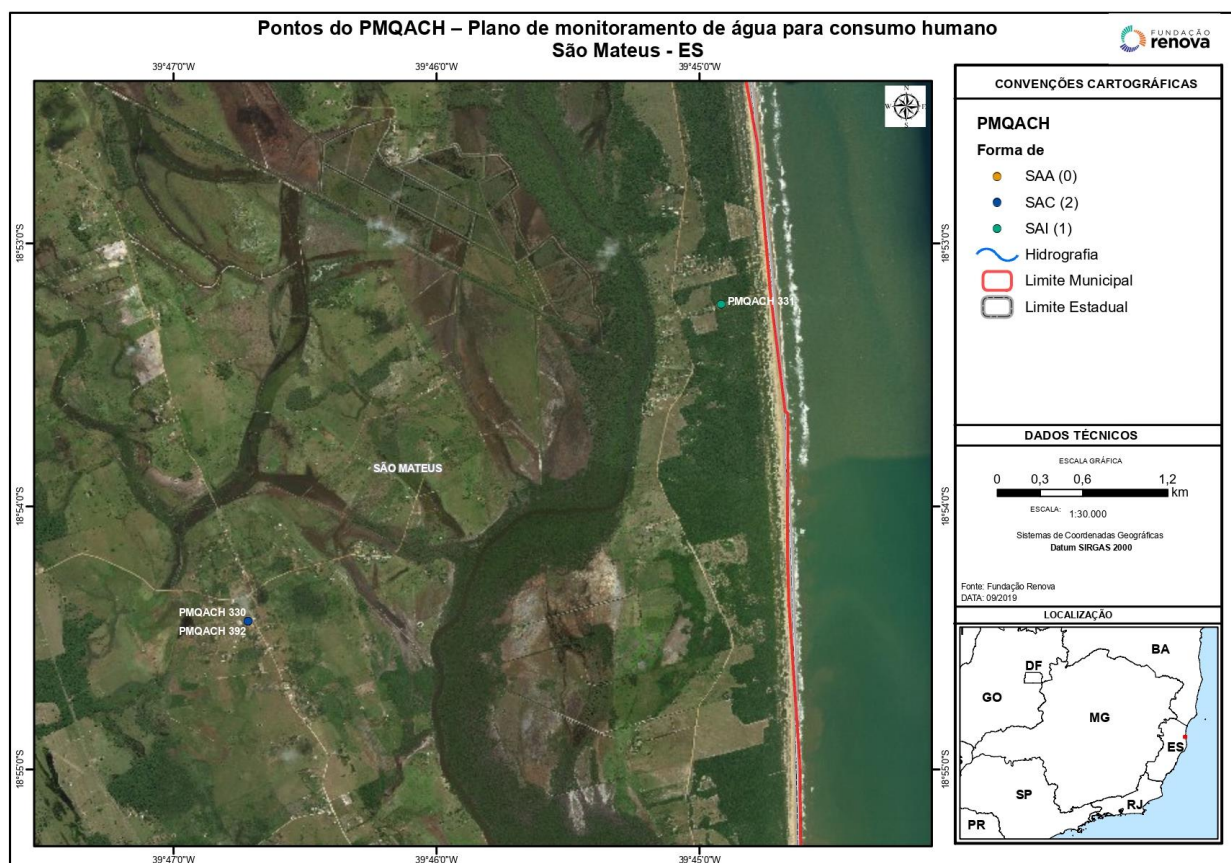 Pontos do PMQACH – Plano de monitoramento de água para consumo humano
São Mateus - ES
FUNDAÇÃO
renova
39°47'0"W
39°46'0"W
39°45'0"W
18°53'0"S
18°54'0"S
18°55'0"S
N
W
E
S
PMQACH 331
SÃO MATEUS
PMQACH 330
PMQACH 392
18°53'0"S
18°54'0"S
18°55'0"S
39°47'0"W
39°46'0"W
39°45'0"W
CONVENÇÕES CARTOGRÁFICAS
PMQACH
Forma de
SAA (0)
SAC (2)
SAI (1)
Hidrografia
Limite Municipal
Limite Estadual
DADOS TÉCNICOS
ESCALA GRÁFICA
0 0,3 0,6 1,2
km
ESCALA: 1:30.000
Sistemas de Coordenadas Geográficas
Datum SIRGAS 2000
Fonte: Fundação Renova
DATA: 09/2019
LOCALIZAÇÃO
BA
DF
GO
MG
ES
SP
RJ
PR